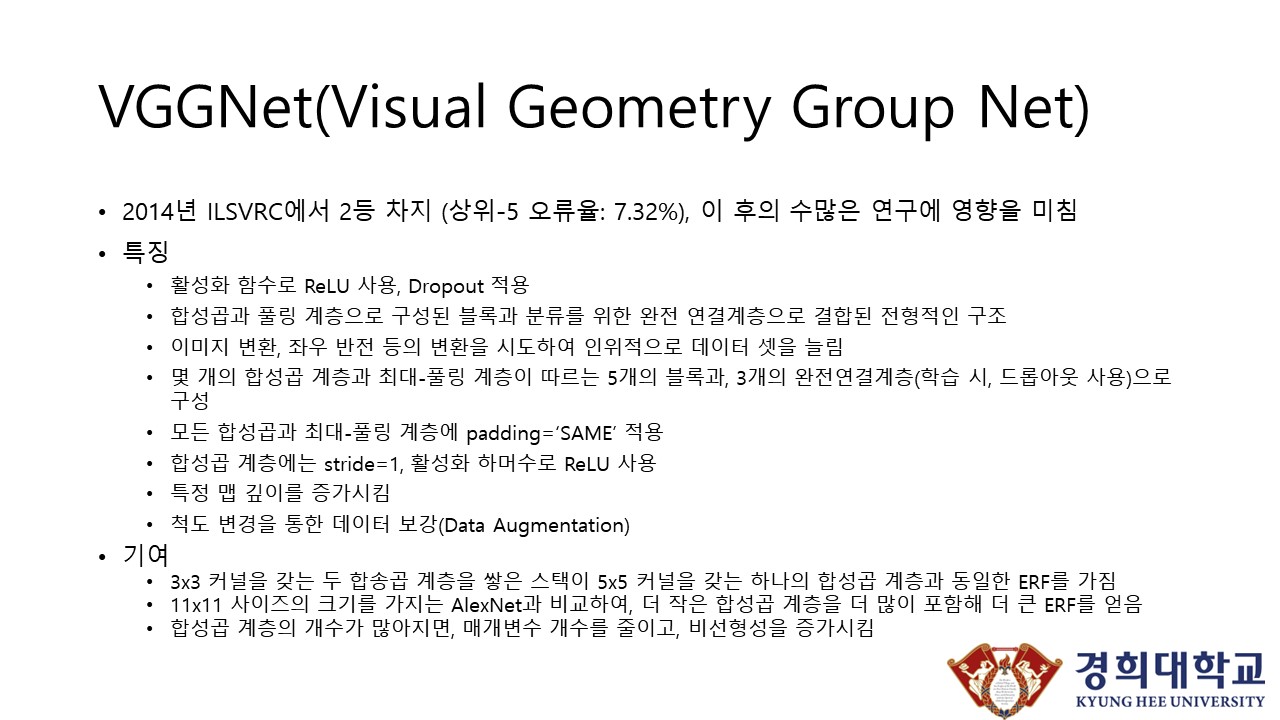 VGGNet(Visual Geometry Group Net)
• 2014년 ILSVRC에서 2등 차지 (상위-5 오류율: 7.32%), 이 후의 수많은 연구에 영향을 미침
• 특징
• 활성화 함수로 ReLU 사용, Dropout 적용
• 합성곱과 풀링 계층으로 구성된 블록과 분류를 위한 완전 연결계층으로 결합된 전형적인 구조
• 이미지 변환, 좌우 반전 등의 변환을 시도하여 인위적으로 데이터 셋을 늘림
• 몇 개의 합성곱 계층과 최대-풀링 계층이 따르는 5개의 블록과, 3개의 완전연결계층(학습 시, 드롭아웃 사용)으로
구성
• 모든 합성곱과 최대-풀링 계층에 padding=‘SAME’ 적용
• 합성곱 계층에는 stride=1, 활성화 하머수로 ReLU 사용
• 특정 맵 깊이를 증가시킴
• 척도 변경을 통한 데이터 보강(Data Augmentation)
• 기여
• 3x3 커널을 갖는 두 합송곱 계층을 쌓은 스택이 5x5 커널을 갖는 하나의 합성곱 계층과 동일한 ERF를 가짐
• 11x11 사이즈의 크기를 가지는 AlexNet과 비교하여, 더 작은 합성곱 계층을 더 많이 포함해 더 큰 ERF를 얻음
• 합성곱 계층의 개수가 많아지면, 매개변수 개수를 줄이고, 비선형성을 증가시킴
경희대학교
KYUNG HEE UNIVERSITY